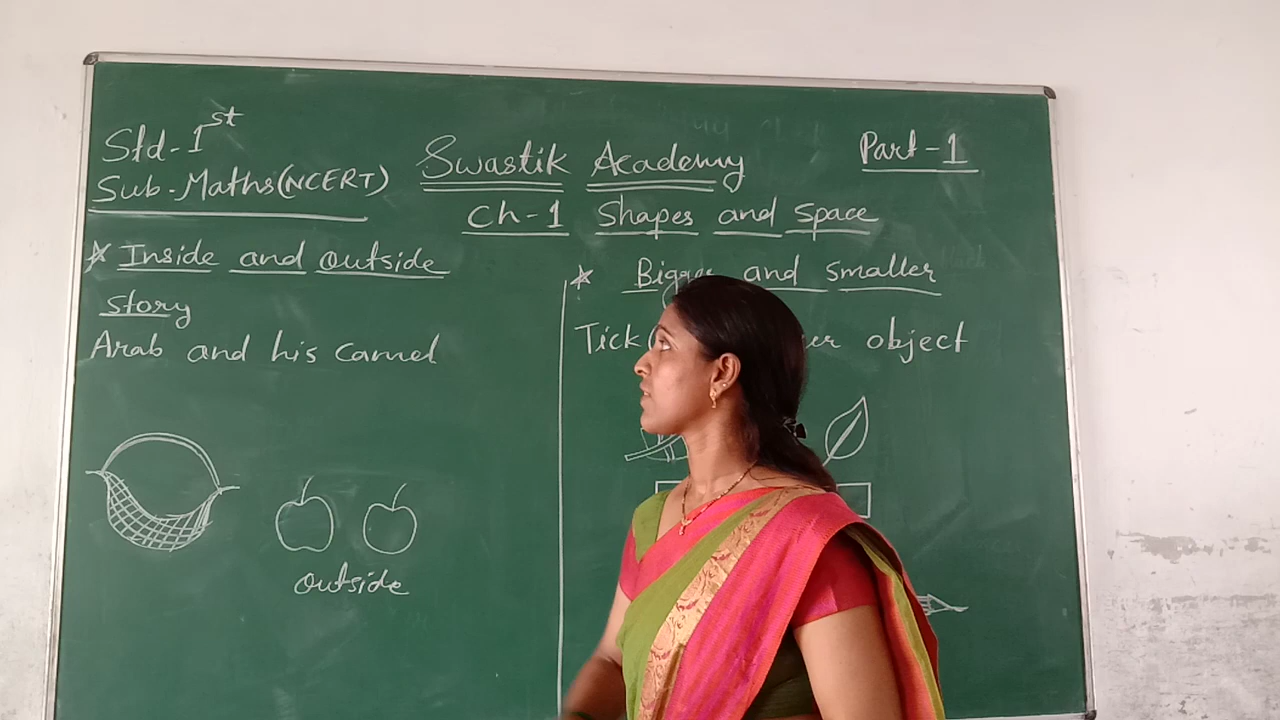 Std-1st
Sub-Maths(NCERT)
Swastik Academy
Part-1
Ch-1 Shapes and space
* Inside and outside
story
Arab and his camel
outside
* Bigger and smaller
Tick object